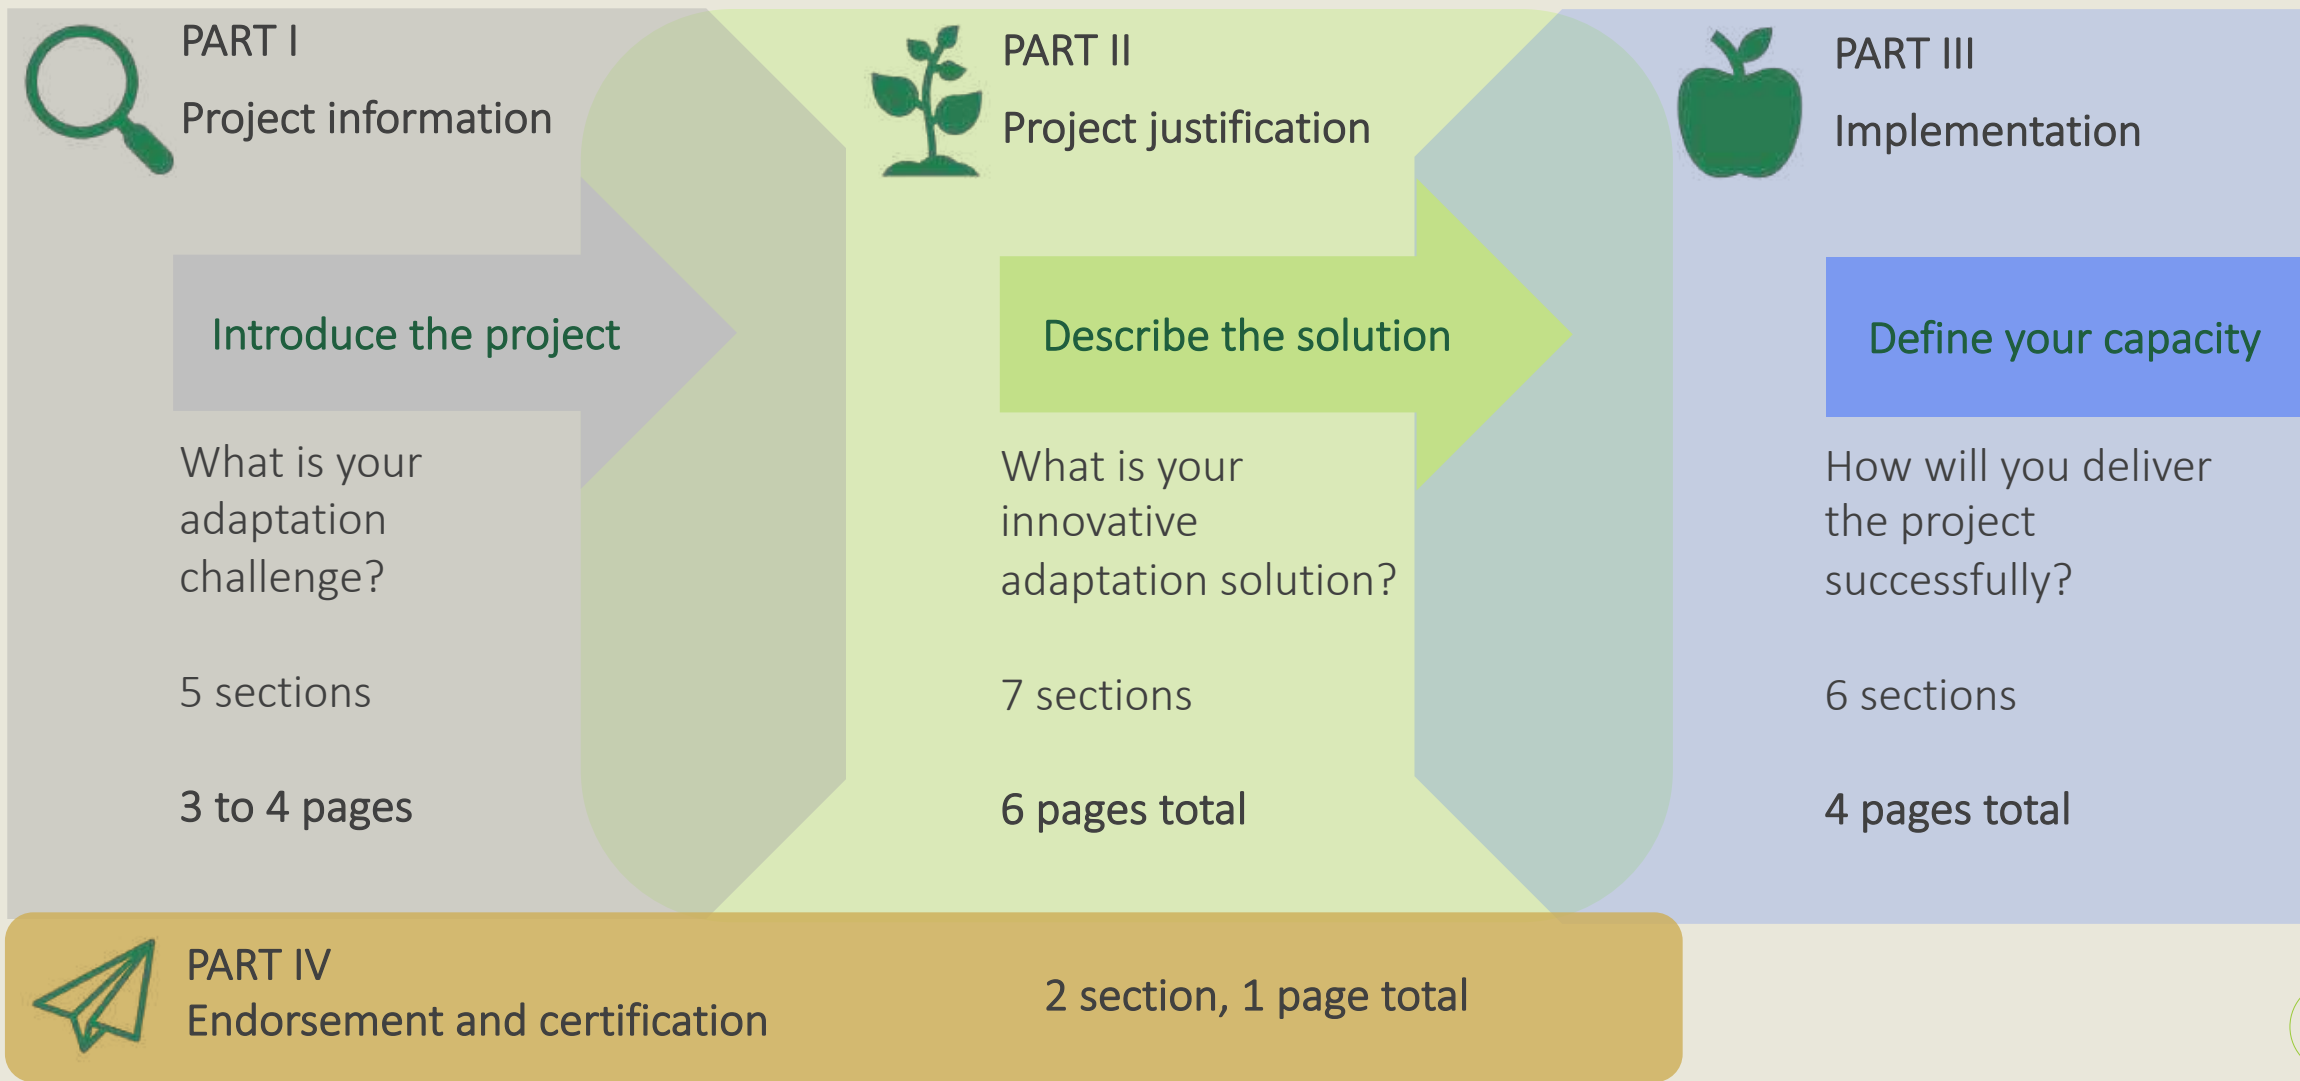 PART I
Project information
Introduce the project
What is your
adaptation
challenge?
5 sections
3 to 4 pages
PART II
Project justification
Describe the solution
What is your
innovative
adaptation solution?
7 sections
6 pages total
PART III
Implementation
Define your capacity
How will you deliver
the project
successfully?
6 sections
4 pages total
PART IV
Endorsement and certification
2 section, 1 page total